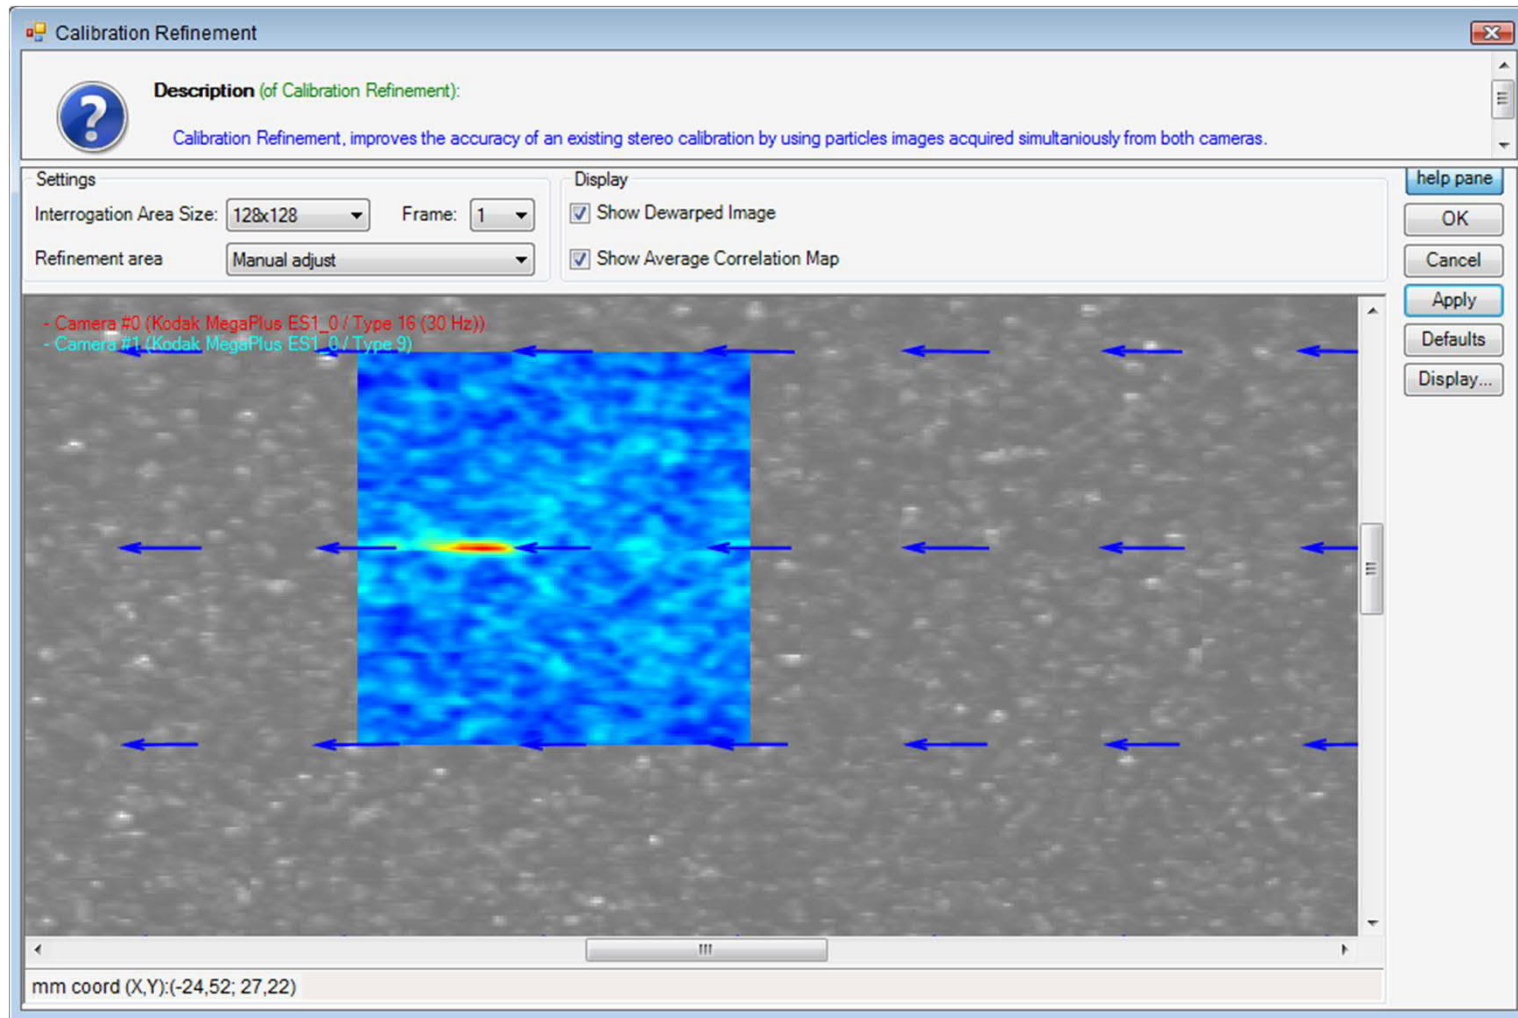 Calibration Refinement
Description (of Calibration Refinement):
Calibration Refinement, improves the accuracy of an existing stereo calibration by using particles images acquired simultaniously from both cameras.
Settings
Display
help pane
Interrogation Area Size: 128x128 Frame: 1
Show Dewarped Image
OK
Refinement area Manual adjust
Show Average Correlation Map
Cancel
Apply
Defaults
Display...
- Camera #0 (Kodak MegaPlus ES1_0 / Type 16 (30 Hz))
- Camera #1 (Kodak MegaPlus ES1_0 / Type 9)
mm coord (X,Y):(-24,52; 27,22)